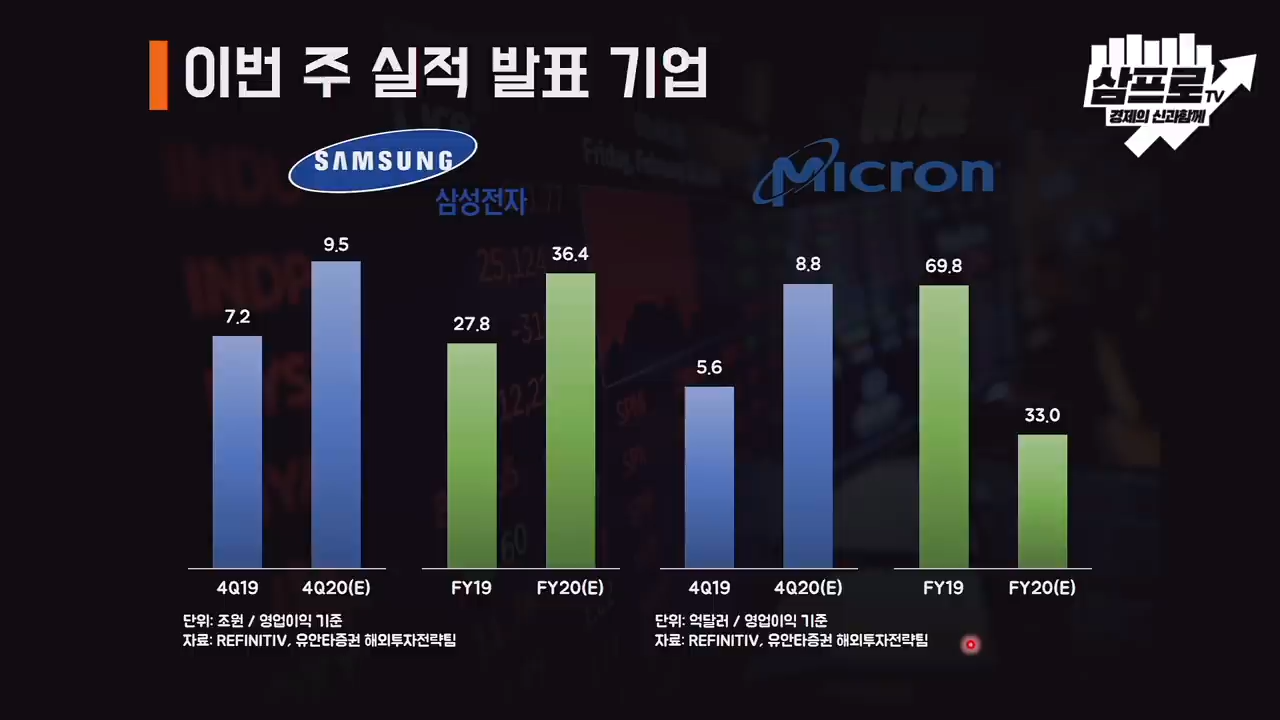 이번 주 실적 발표 기업
삼프로TV
경제의 신과함께
SAMSUNG
삼성전자
Micron
9.5
7.2
4Q19
4Q20(E)
36.4
27.8
FY19
FY20(E)
8.8
5.6
4Q19
4Q20(E)
69.8
33.0
FY19
FY20(E)
단위: 조원 / 영업이익 기준
자료: REFINITIV, 유안타증권 해외투자전략팀
단위: 억달러 / 영업이익 기준
자료: REFINITIV, 유안타증권 해외투자전략팀